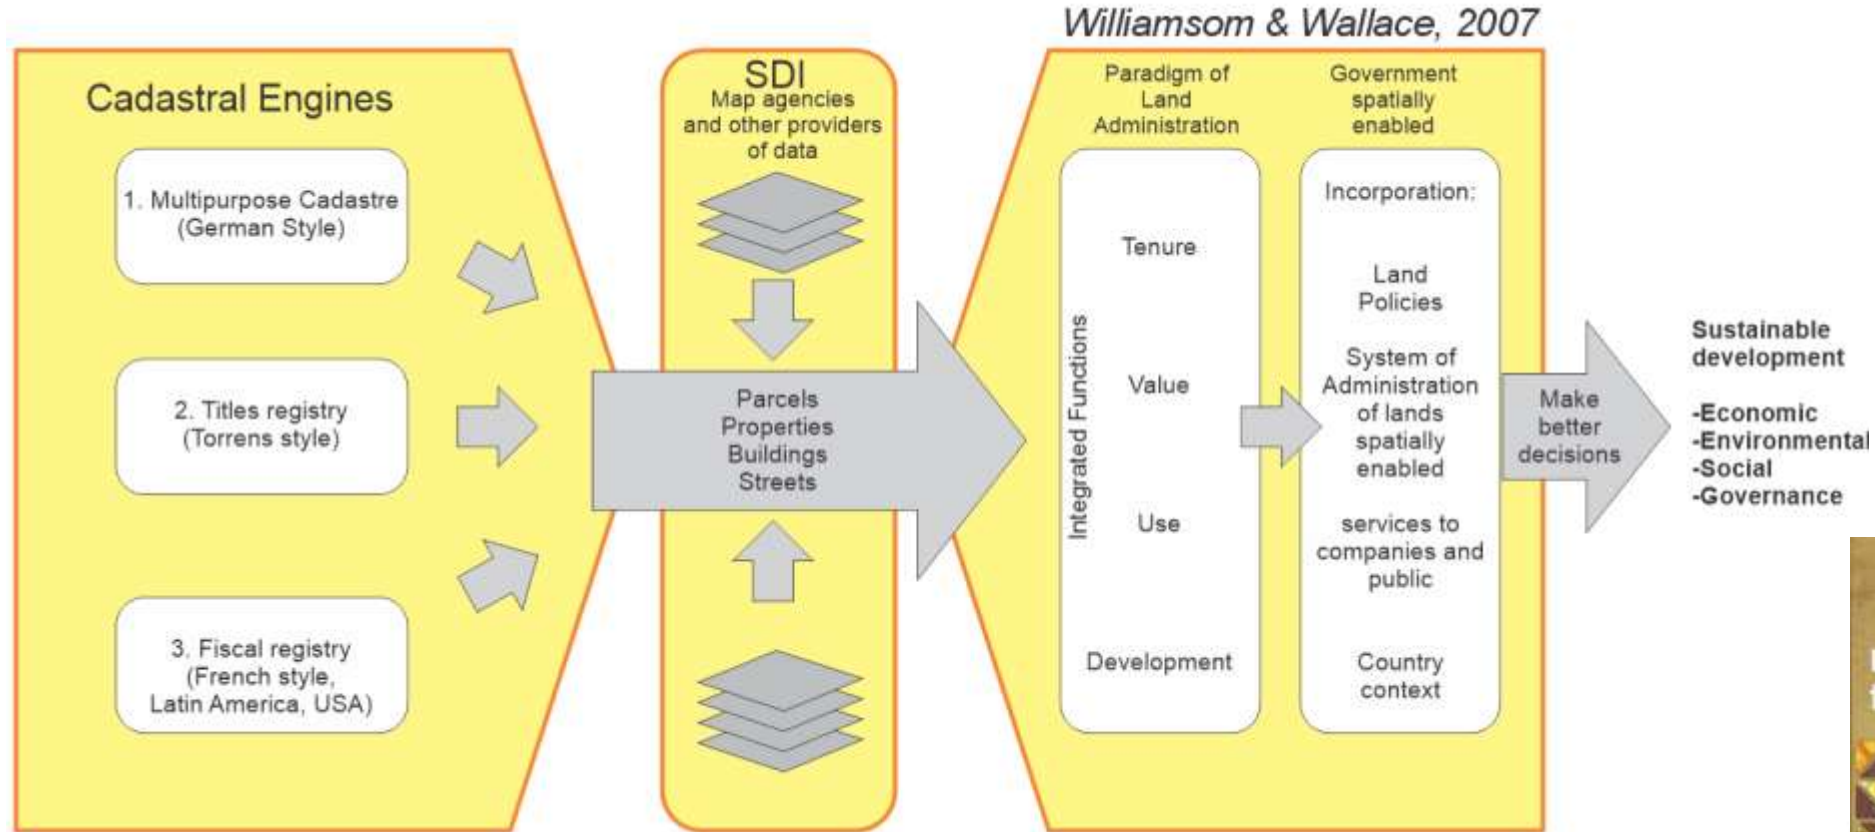 Williamsom & Wallace, 2007
Cadastral Engines
1. Multipurpose Cadastre
(German Style)
2. Titles registry
(Torrens style)
3. Fiscal registry
(French style,
Latin America, USA)
SDI
Map agencies
and other providers
of data
Parcels
Properties
Buildings
Streets
Paradigm of
Land
Administration
Integrated Functions
Tenure
Value
Use
Development
Government
spatially
enabled
Incorporation:
Land
Policies
System of
Administration
of lands
spatially
enabled
services to
companies and
public
Country
context
Make
better
decisions
Sustainable
development
-Economic
-Environmental
-Social
-Governance